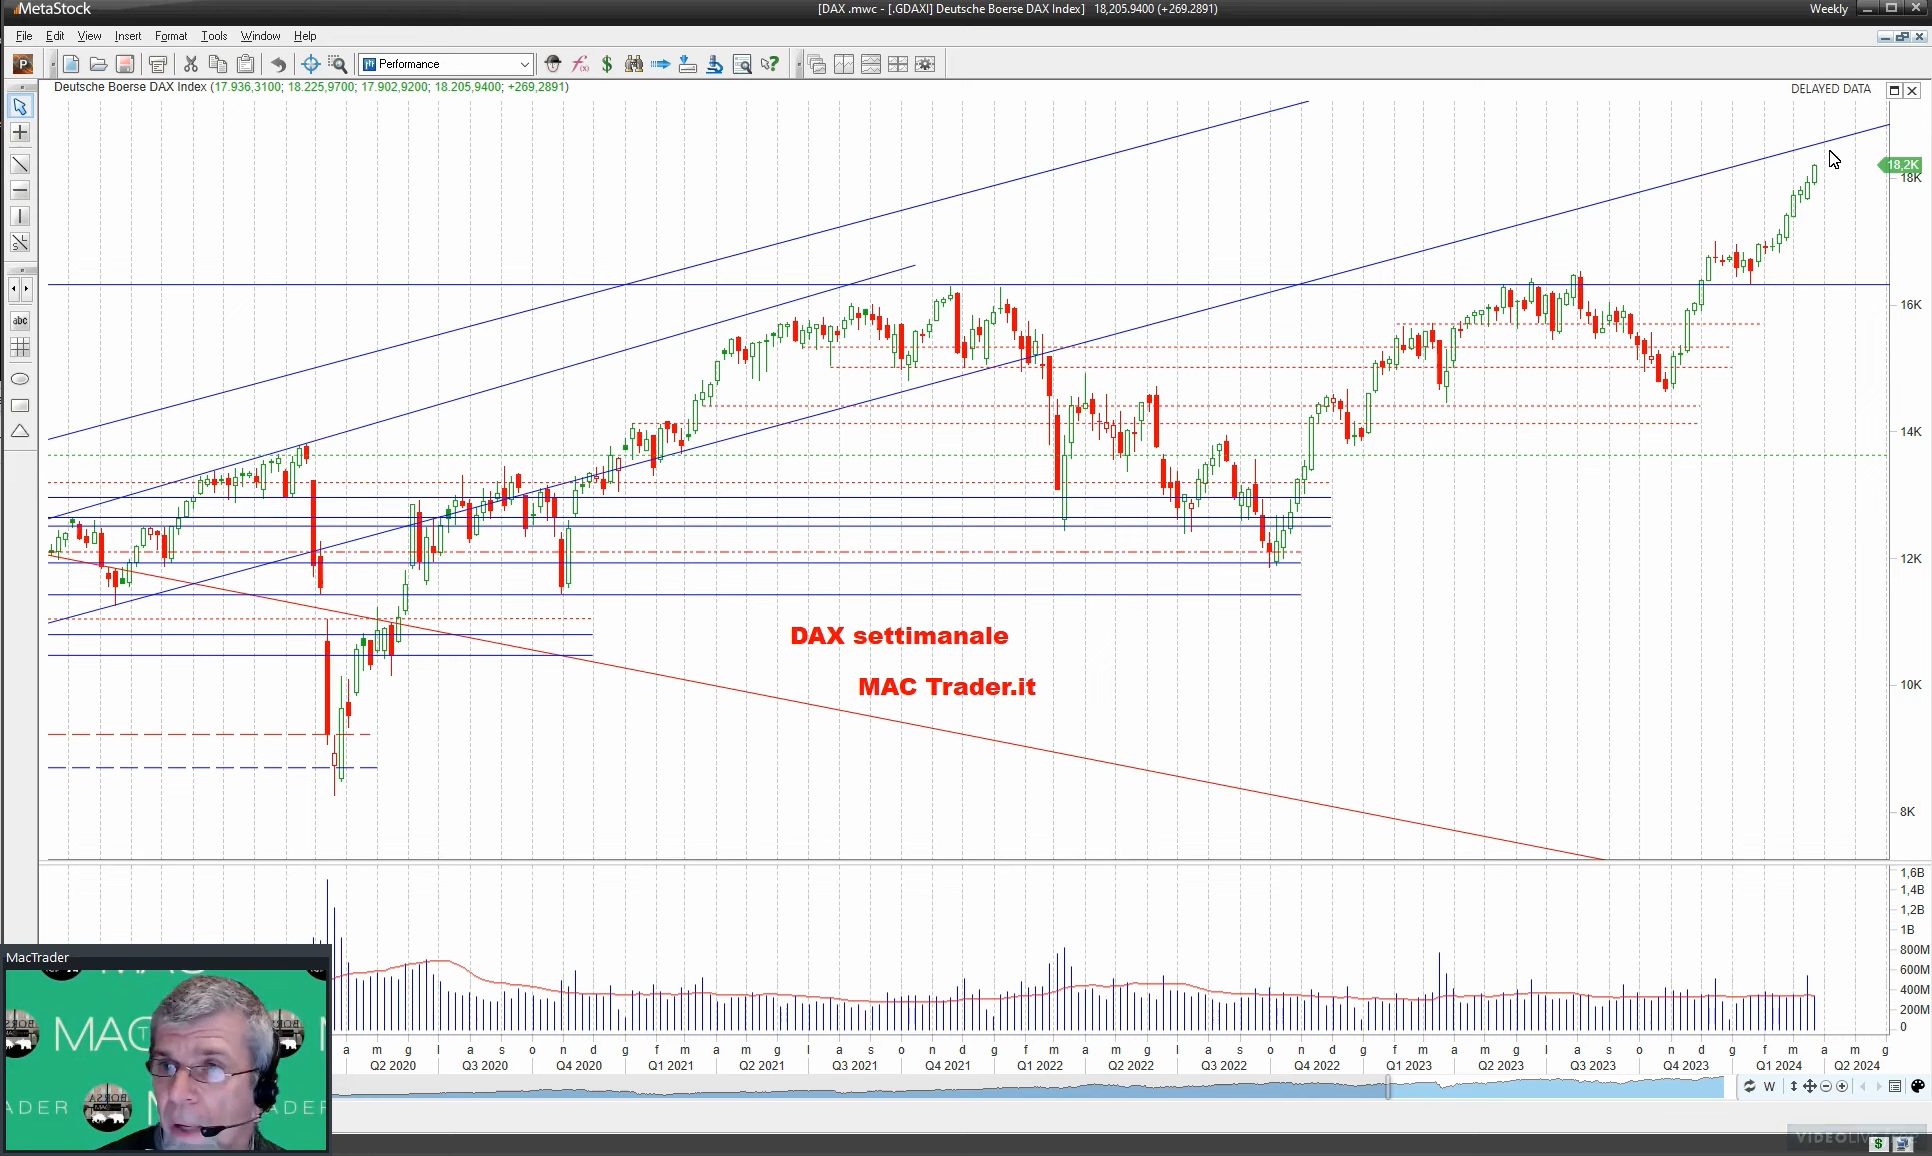 MetaStock
[DAX .mwc - [.GDAXI] Deutsche Boerse DAX Index] 18,205.9400 (+269.2891)
Weekly
File Edit View Insert Format Tools Window Help
Performance
Deutsche Boerse DAX Index (17.936,3100; 18.225,9700; 17.902,9200; 18.205,9400; +269,2891)
DELAYED DATA
18,2K
18K
16K
14K
12K
10K
8K
abc
DAX settimanale
MAC Trader.it
1,6B
1,4B
1,2B
1B
800M
600M
400M
200M
0
MacTrader
MAC
ADER
ADER
a m g l a s o n d g f m a m g l a s o n d g f m a m g l a s o n d g f m a m g l a s o n d g f m a m g
Q2 2020 Q3 2020 Q4 2020 Q1 2021 Q2 2021 Q3 2021 Q4 2021 Q1 2022 Q2 2022 Q3 2022 Q4 2022 Q1 2023 Q2 2023 Q3 2023 Q4 2023 Q1 2024 Q2 2024
W